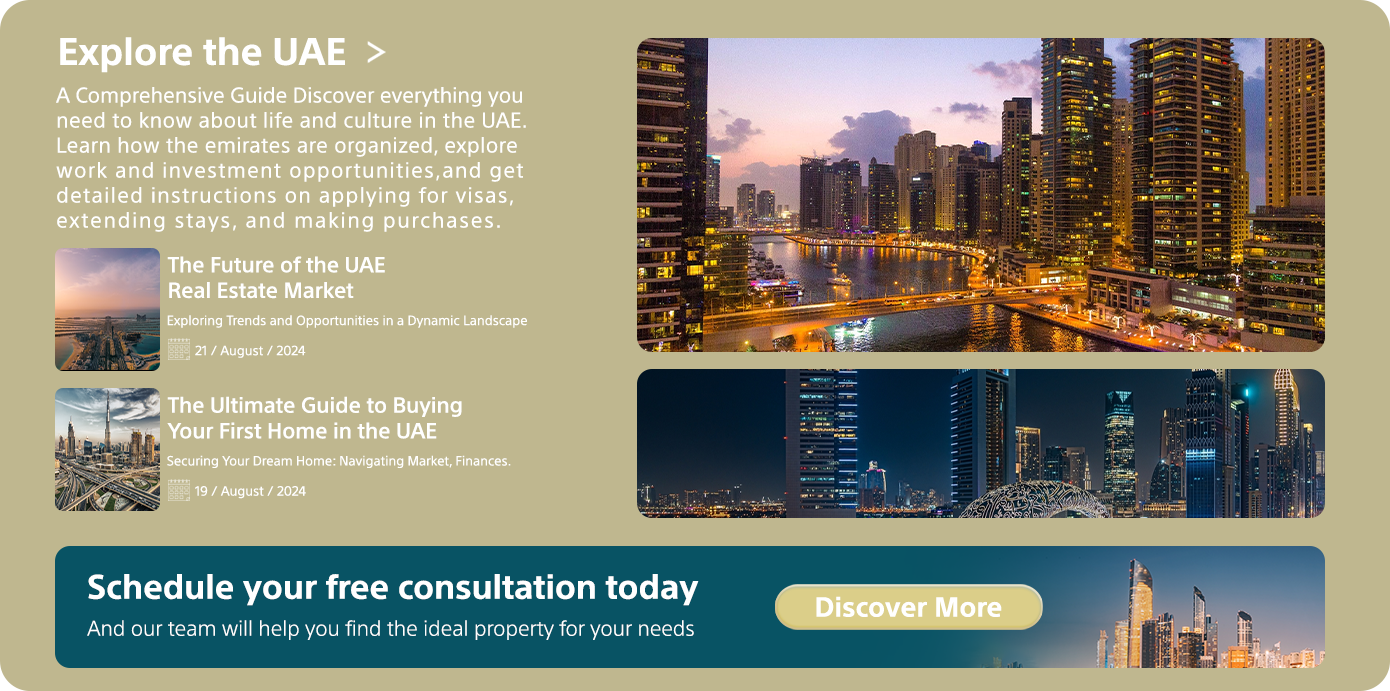 Explore the UAE >
A Comprehensive Guide Discover everything you
need to know about life and culture in the UAE.
Learn how the emirates are organized, explore
work and investment opportunities,and get
detailed instructions on applying for visas,
extending stays, and making purchases.
The Future of the UAE
Real Estate Market
Exploring Trends and Opportunities in a Dynamic Landscape
21 / August / 2024
The Ultimate Guide to Buying
Your First Home in the UAE
Securing Your Dream Home: Navigating Market, Finances.
19 / August / 2024
Schedule your free consultation today
And our team will help you find the ideal property for your needs
Discover More